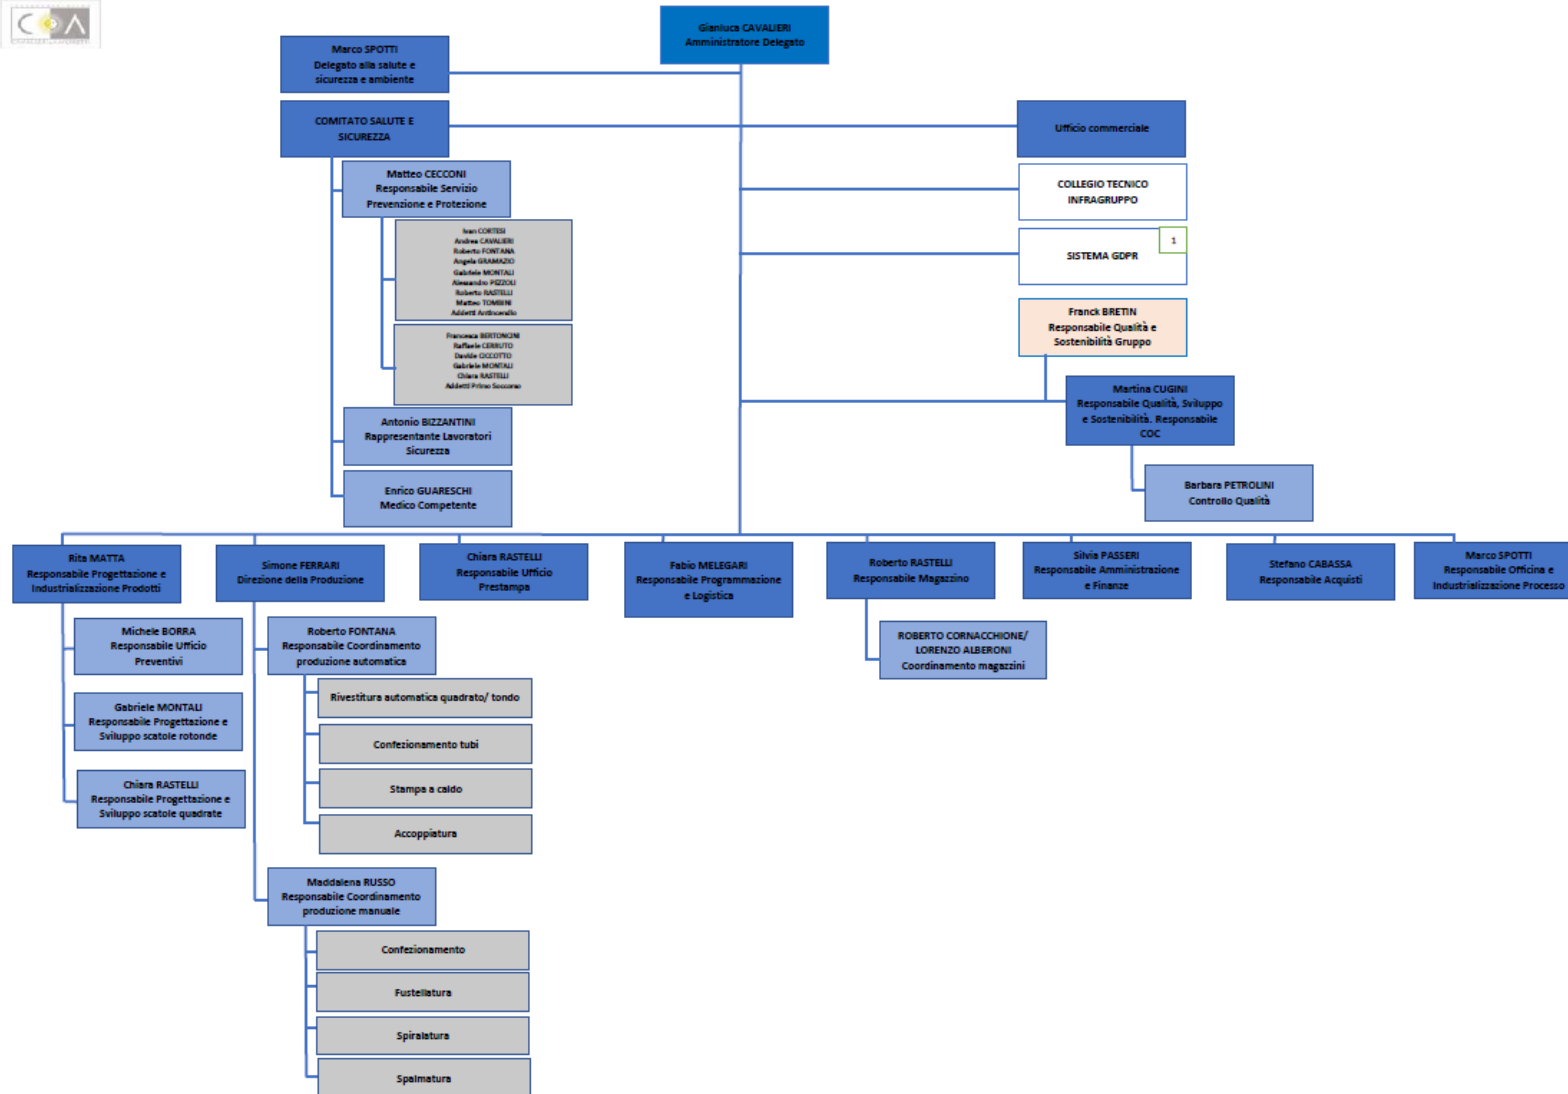 COA
Gianluca CAVALIERI
Amministratore Delegato
Marco SPOTTI
Delegato alla salute e
sicurezza e ambiente
COMITATO SALUTE E
SICUREZZA
Ufficio commerciale
Matteo CECCONI
Responsabile Servizio
Prevenzione e Protezione
COLLEGIO TECNICO
INFRAGRUPPO
Ivan CORTESI
Andrea CAVALIERI
Roberto FONTANA
Angela GRAMAZIO
Gabriele MONTALI
Alessandro PEZZOLI
Roberto RASTELLI
Matteo TOMBINI
Addetti Antincendio
1
SISTEMA GDPR
Franck BRETIN
Responsabile Qualità e
Sostenibilità Gruppo
Francesca BERTONCINI
Raffaele CERRUTO
Davide CICCOTTO
Gabriele MONTALI
Chiara RASTELLI
Addetti Primo Soccorso
Martina CUGINI
Responsabile Qualità, Sviluppo
e Sostenibilità. Responsabile
COC
Antonio BIZZANTINI
Rappresentante Lavoratori
Sicurezza
Barbara PETROLINI
Controllo Qualità
Enrico GUARESCHI
Medico Competente
Rita MATTA
Responsabile Progettazione e
Industrializzazione Prodotti
Simone FERRARI
Direzione della Produzione
Chiara RASTELLI
Responsabile Ufficio
Prestampa
Fabio MELEGARI
Responsabile Programmazione
e Logistica
Roberto RASTELLI
Responsabile Magazzino
Silvia PASSERI
Responsabile Amministrazione
e Finanze
Stefano CABASSA
Responsabile Acquisti
Marco SPOTTI
Responsabile Officina e
Industrializzazione Processo
Michele BORRA
Responsabile Ufficio
Preventivi
Gabriele MONTALI
Responsabile Progettazione e
Sviluppo scatole rotonde
Chiara RASTELLI
Responsabile Progettazione e
Sviluppo scatole quadrate
Roberto FONTANA
Responsabile Coordinamento
produzione automatica
Rivestitura automatica quadrato/ tondo
Confezionamento tubi
Stampa a caldo
Accoppiatura
Maddalena RUSSO
Responsabile Coordinamento
produzione manuale
Confezionamento
Fustellatura
Spiralatura
Spalmatura
ROBERTO CORNACCHIONE/
LORENZO ALBERONI
Coordinamento magazzini